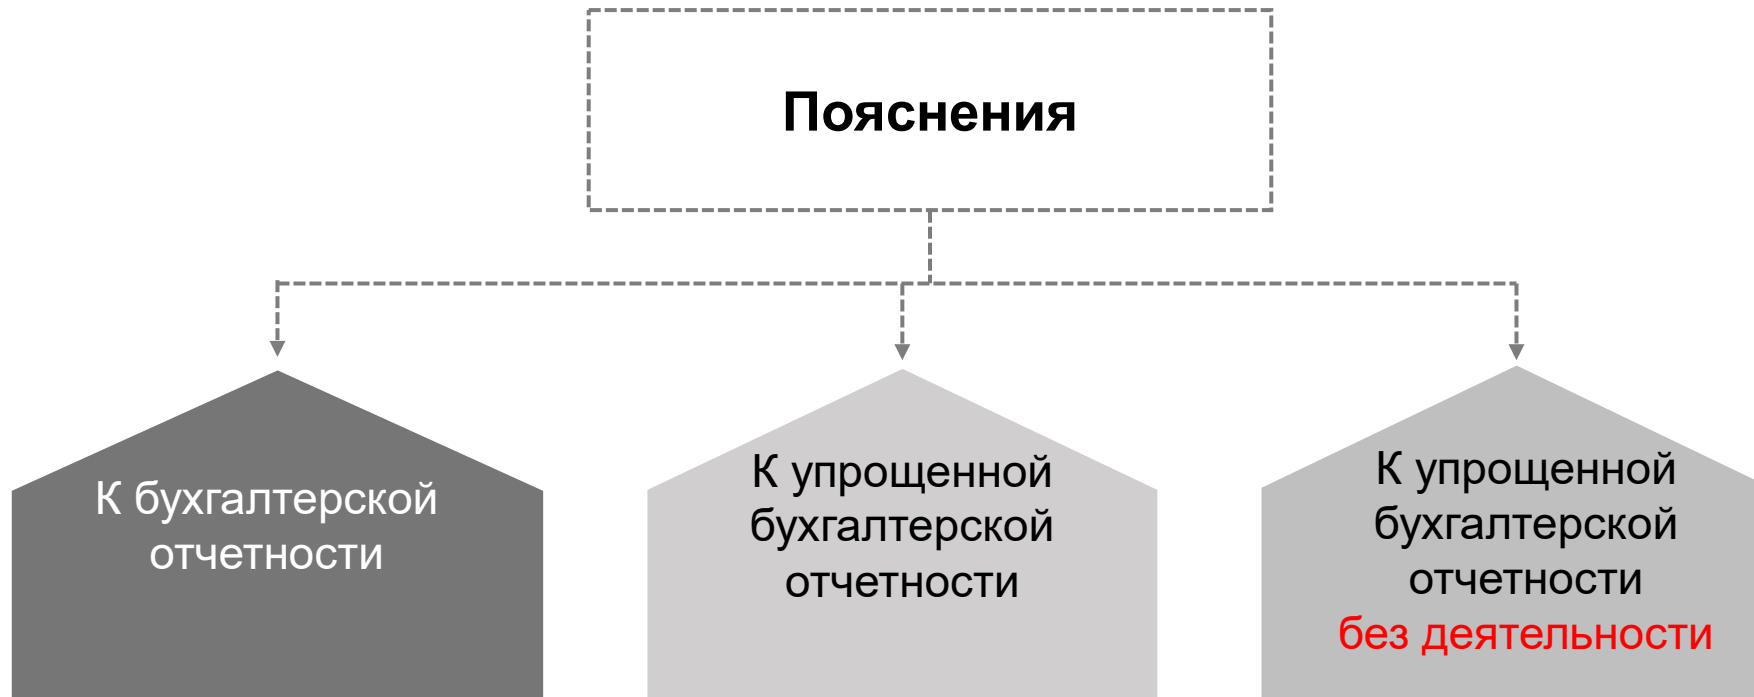 Пояснения
К бухгалтерской
отчетности
К упрощенной
бухгалтерской
отчетности
К упрощенной
бухгалтерской
отчетности
без деятельности